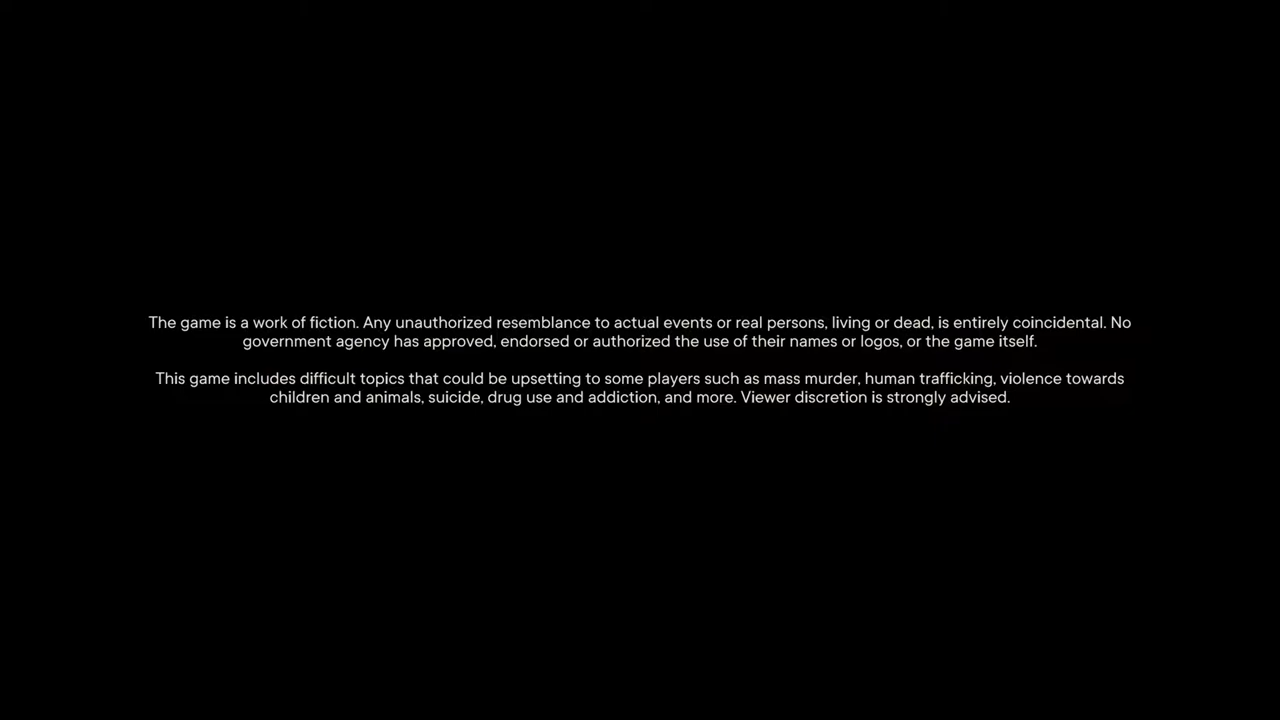 The game is a work of fiction. Any unauthorized resemblance to actual events or real persons, living or dead, is entirely coincidental. No
government agency has approved, endorsed or authorized the use of their names or logos, or the game itself.
This game includes difficult topics that could be upsetting to some players such as mass murder, human trafficking, violence towards
children and animals, suicide, drug use and addiction, and more. Viewer discretion is strongly advised.